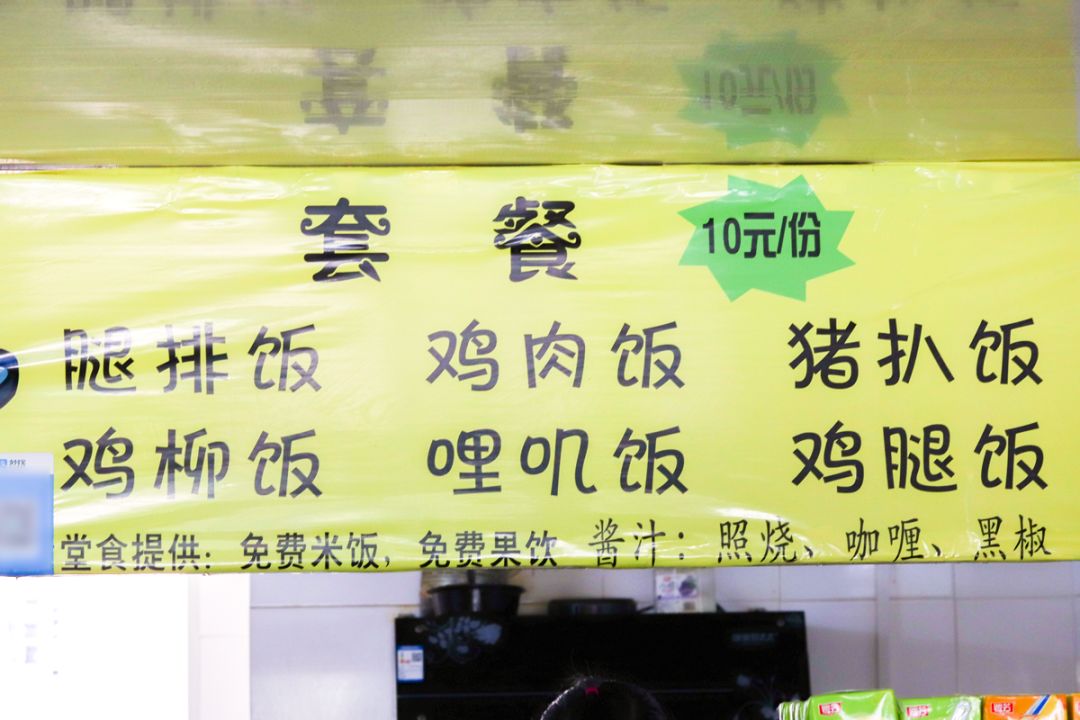 套餐 10元/份
腿排饭 鸡肉饭 猪扒饭
鸡柳饭 哩叽饭 鸡腿饭
堂食提供：免费米饭，免费果饮 酱汁：照烧、咖喱、黑椒